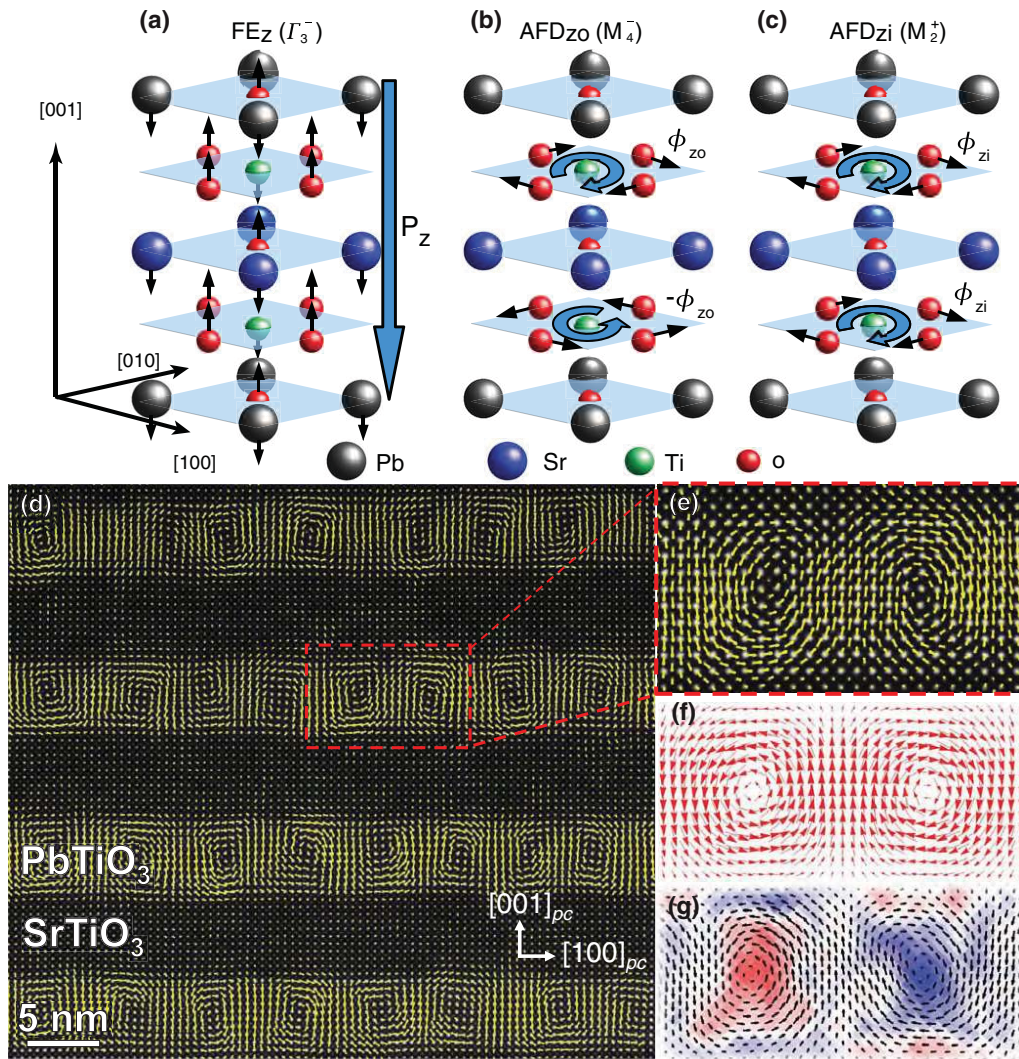 (a) (b) (c)
FEz (Γ₃⁻) AFDzo (M₄⁻) AFDzi (M₂⁺)
[001]
ϕzo ϕzi
Pz
-ϕzo ϕzi
[010]
[100]
Pb Sr Ti o
(d) (e)
(f)
PbTiO₃
[001]pc
(g)
SrTiO₃
[100]pc
5 nm